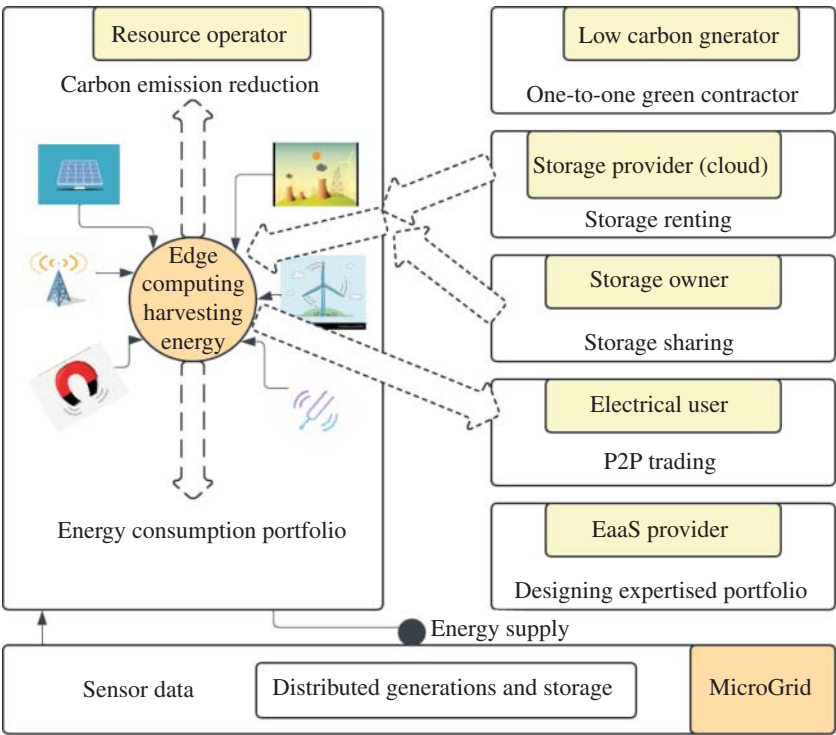 Resource operator
Carbon emission reduction
Edge
computing
harvesting
energy
Energy consumption portfolio
Low carbon gnerator
One-to-one green contractor
Storage provider (cloud)
Storage renting
Storage owner
Storage sharing
Electrical user
P2P trading
EaaS provider
Designing expertised portfolio
Energy supply
Sensor data
Distributed generations and storage
MicroGrid